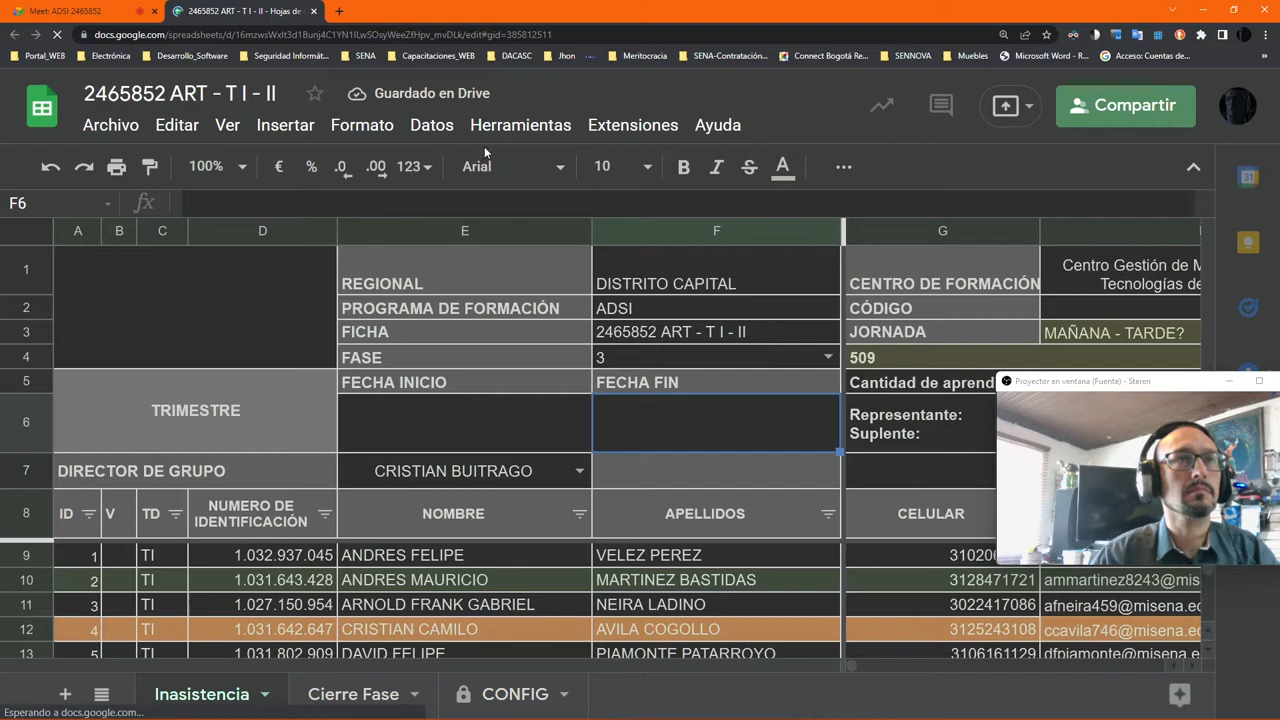 Meet: ADSI 2465852
2465852 ART - T I - II - Hojas de
docs.google.com/spreadsheets/d/16mzwsWxIt3d1Bunj4C1YN1ILwSOsyWeeZfHpv_mvDLk/edit#gid=385812511
Portal_WEB Electrónica Desarrollo_Software Seguridad Informát... SENA Capacitaciones_WEB DACASC Jhon Meritocracia SENA-Contratación... Connect Bogotá Re... SENNOVA Muebles Microsoft Word - R... Acceso: Cuentas de...
2465852 ART - T I - II
Guardado en Drive
Compartir
Archivo Editar Ver Insertar Formato Datos Herramientas Extensiones Ayuda
100% € % .0 .00 123 Arial 10 B I S A
F6 fx
A B C D E F G
1 REGIONAL DISTRITO CAPITAL CENTRO DE FORMACIÓN Centro Gestión de M
Tecnologías de
2 PROGRAMA DE FORMACIÓN ADSI CÓDIGO
3 FICHA 2465852 ART - T I - II JORNADA MAÑANA - TARDE?
4 FASE 3 509
5 FECHA INICIO FECHA FIN Cantidad de aprend
Proyector en ventana (Fuente) - Steren
6 TRIMESTRE Representante:
Suplente:
7 DIRECTOR DE GRUPO CRISTIAN BUITRAGO
8 ID V TD NUMERO DE IDENTIFICACIÓN NOMBRE APELLIDOS CELULAR
9 1 TI 1.032.937.045 ANDRES FELIPE VELEZ PEREZ 310206
10 2 TI 1.031.643.428 ANDRES MAURICIO MARTINEZ BASTIDAS 3128471721 ammartinez8243@mis
11 3 TI 1.027.150.954 ARNOLD FRANK GABRIEL NEIRA LADINO 3022417086 afneira459@misena.ec
12 4 TI 1.031.642.647 CRISTIAN CAMILO AVILA COGOLLO 3125243108 ccavila746@misena.ec
13 5 TI 1.031.802.909 DAVID FELIPE PIAMONTE PATARROYO 3106161129 dfpiamonte@misena.e
Inasistencia Cierre Fase CONFIG
Esperando a docs.google.com...